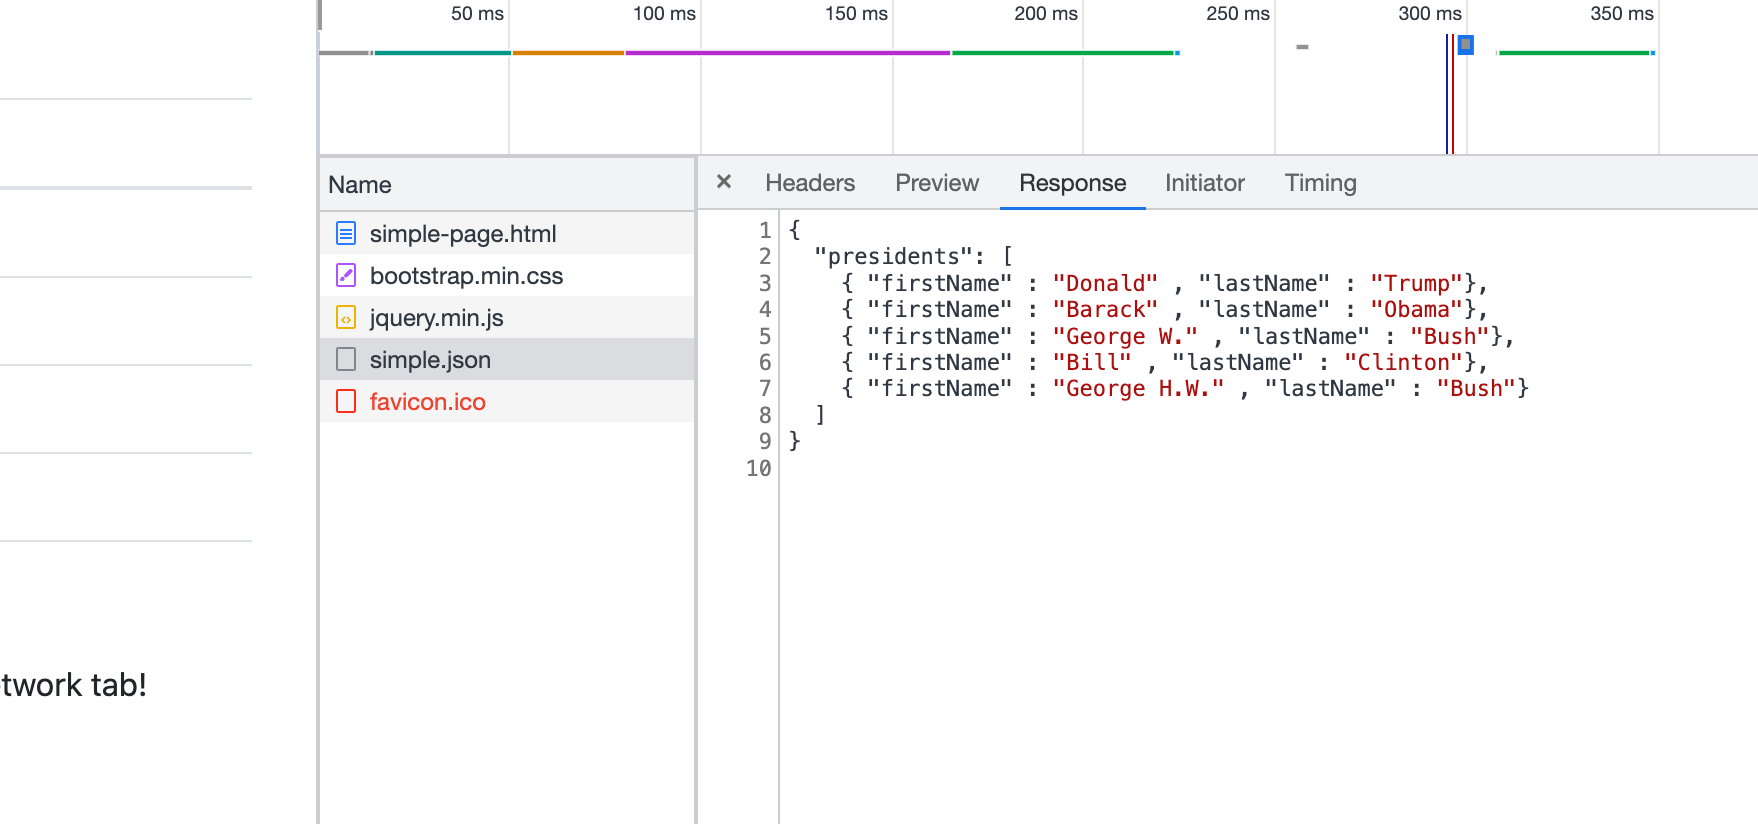 50 ms 100 ms 150 ms 200 ms 250 ms 300 ms 350 ms
Name
simple-page.html
bootstrap.min.css
jquery.min.js
simple.json
favicon.ico
× Headers Preview Response Initiator Timing
1 {
2   "presidents": [
3     { "firstName" : "Donald" , "lastName" : "Trump"},
4     { "firstName" : "Barack" , "lastName" : "Obama"},
5     { "firstName" : "George W." , "lastName" : "Bush"},
6     { "firstName" : "Bill" , "lastName" : "Clinton"},
7     { "firstName" : "George H.W." , "lastName" : "Bush"}
8   ]
9 }
10
twork tab!